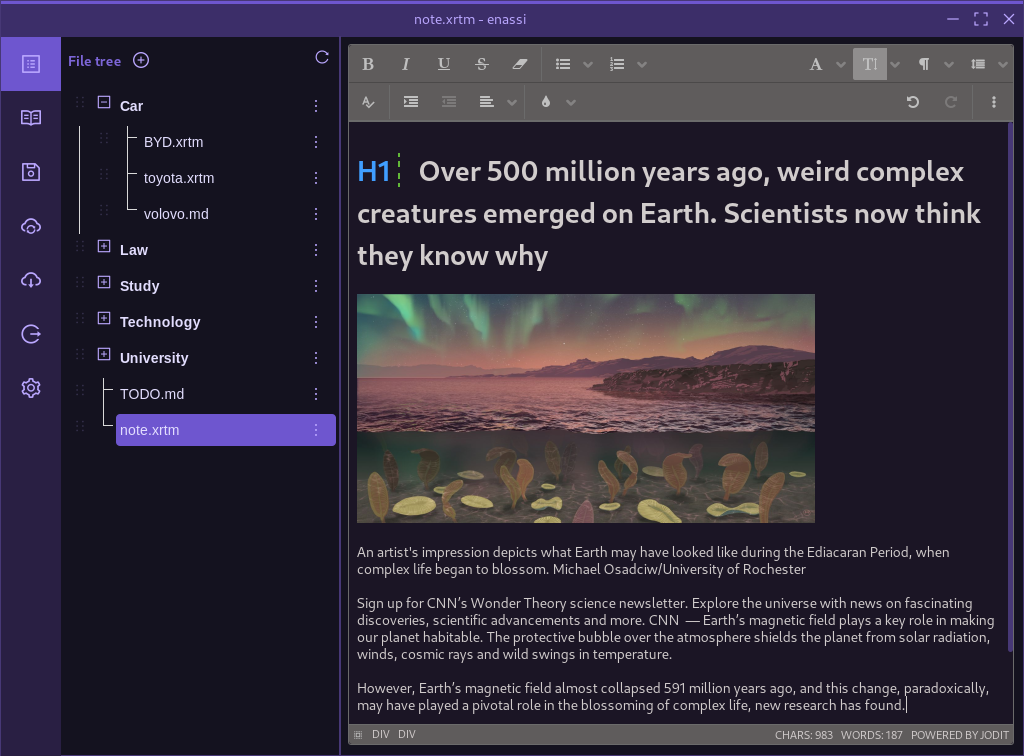 note.xrtm - enassi
File tree
Car
BYD.xrtm
toyota.xrtm
volovo.md
Law
Study
Technology
University
TODO.md
note.xrtm
B I U S A T! ¶
H1 Over 500 million years ago, weird complex
creatures emerged on Earth. Scientists now think
they know why
An artist's impression depicts what Earth may have looked like during the Ediacaran Period, when
complex life began to blossom. Michael Osadciw/University of Rochester
Sign up for CNN’s Wonder Theory science newsletter. Explore the universe with news on fascinating
discoveries, scientific advancements and more. CNN — Earth’s magnetic field plays a key role in making
our planet habitable. The protective bubble over the atmosphere shields the planet from solar radiation,
winds, cosmic rays and wild swings in temperature.
However, Earth’s magnetic field almost collapsed 591 million years ago, and this change, paradoxically,
may have played a pivotal role in the blossoming of complex life, new research has found.
DIV DIV CHARS: 983 WORDS: 187 POWERED BY JODIT